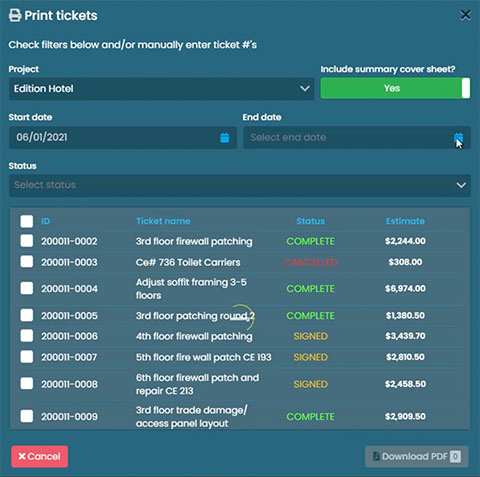 Print tickets
Check filters below and/or manually enter ticket #'s
Project
Include summary cover sheet?
Edition Hotel
Yes
Start date
End date
06/01/2021
Select end date
Status
Select status
ID Ticket name Status Estimate
200011-0002 3rd floor firewall patching COMPLETE $2,244.00
200011-0003 Ce# 736 Toilet Carriers CANCELLED $308.00
200011-0004 Adjust soffit framing 3-5 COMPLETE $6,974.00
floors
200011-0005 3rd floor patching round 2 COMPLETE $1,380.50
200011-0006 4th floor firewall patching SIGNED $3,439.70
200011-0007 5th floor fire wall patch CE 193 SIGNED $2,810.50
200011-0008 6th floor firewall patch and SIGNED $2,458.50
repair CE 213
200011-0009 3rd floor trade damage/ COMPLETE $2,909.50
access panel layout
Cancel
Download PDF 0